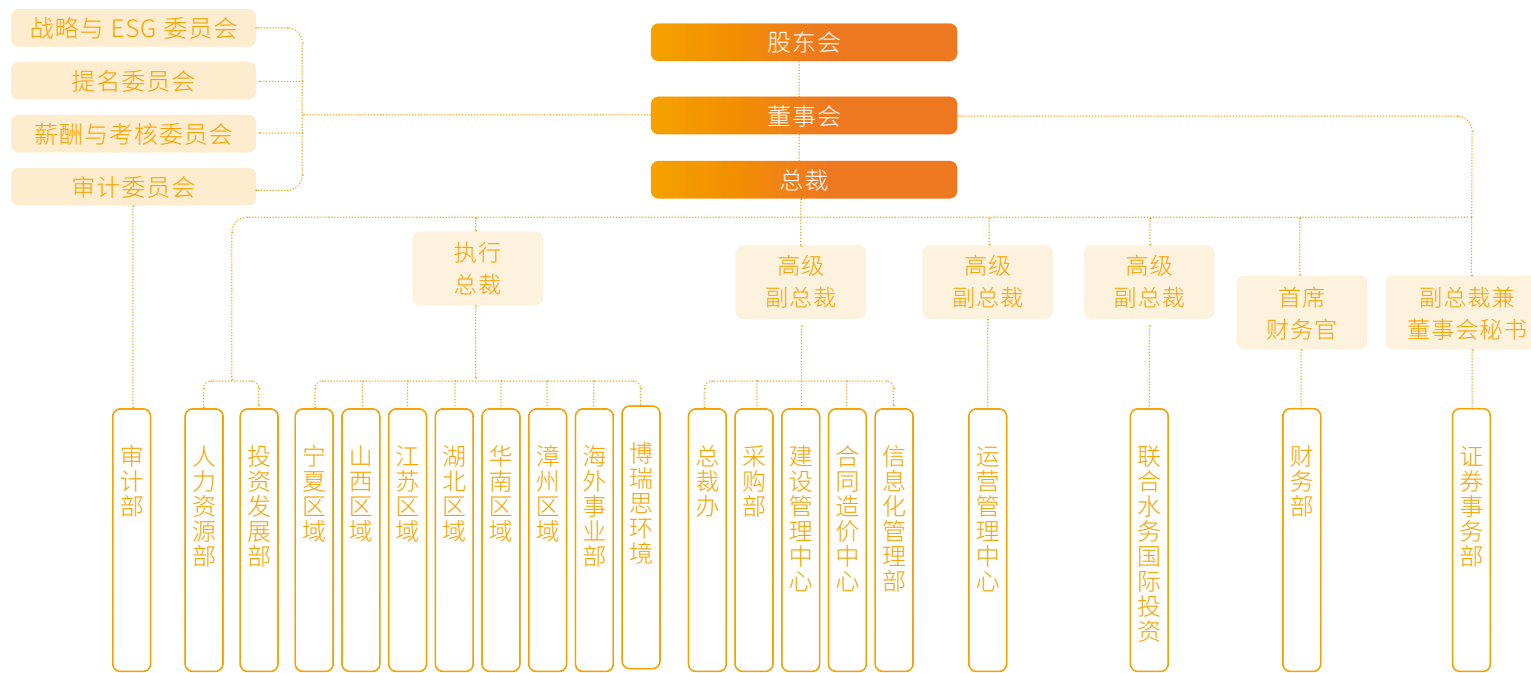 战略与 ESG 委员会
提名委员会
薪酬与考核委员会
审计委员会
股东会
董事会
总裁
执行
总裁
高级
副总裁
高级
副总裁
高级
副总裁
首席
财务官
副总裁兼
董事会秘书
审计部
人力资源部
投资发展部
宁夏区域
山西区域
江苏区域
湖北区域
华南区域
漳州区域
海外事业部
博瑞思环境
总裁办
采购部
建设管理中心
合同造价中心
信息化管理部
运营管理中心
联合水务国际投资
财务部
证券事务部